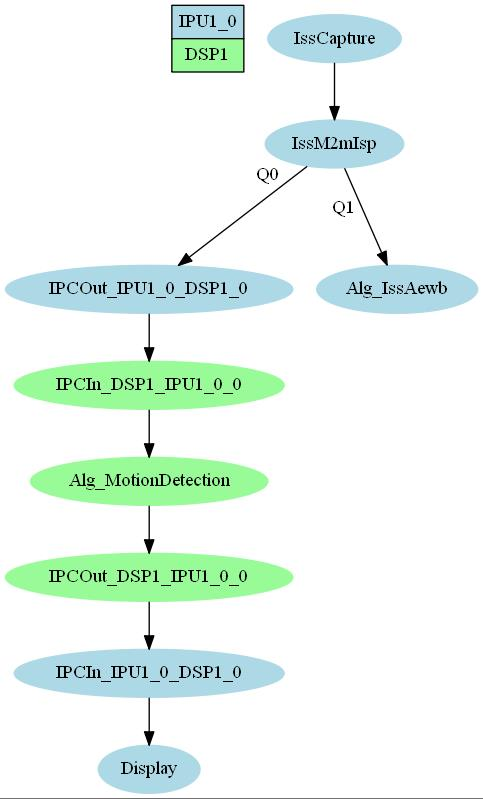 IPU1_0
DSP1
IssCapture
IssM2mIsp
Q0
Q1
IPCOut_IPU1_0_DSP1_0
Alg_IssAewb
IPCIn_DSP1_IPU1_0_0
Alg_MotionDetection
IPCOut_DSP1_IPU1_0_0
IPCIn_IPU1_0_DSP1_0
Display